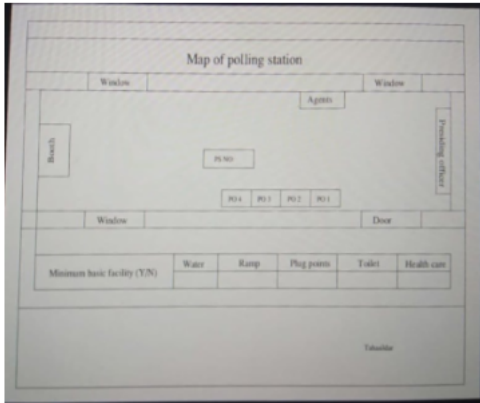 Map of polling station
Window Window
Agents
Booth
Presiding officer
PS NO
PO 4 PO 3 PO 2 PO 1
Window Door
Minimum basic facility (Y/N) Water Ramp Plug points Toilet Health care
Tahasildar